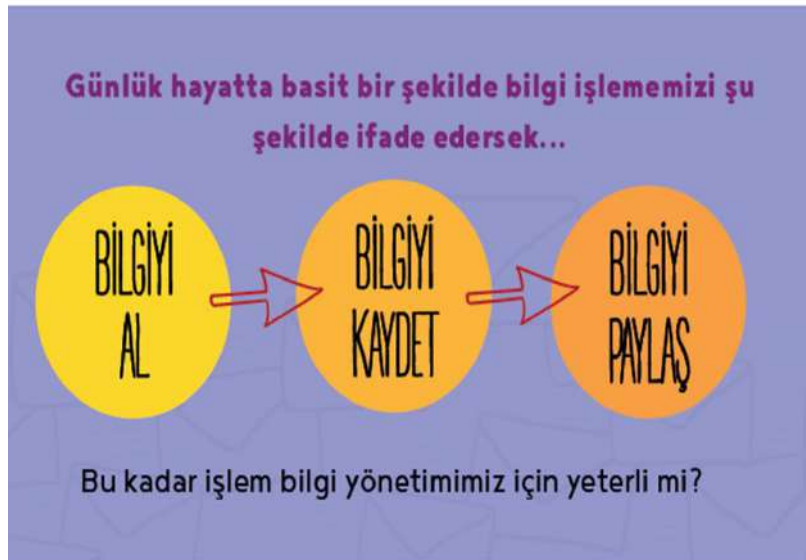 Günlük hayatta basit bir şekilde bilgi işlememizi şu
şekilde ifade edersek...
BİLGİYİ
AL
BİLGİYİ
KAYDET
BİLGİYİ
PAYLAŞ
Bu kadar işlem bilgi yönetimimiz için yeterli mi?